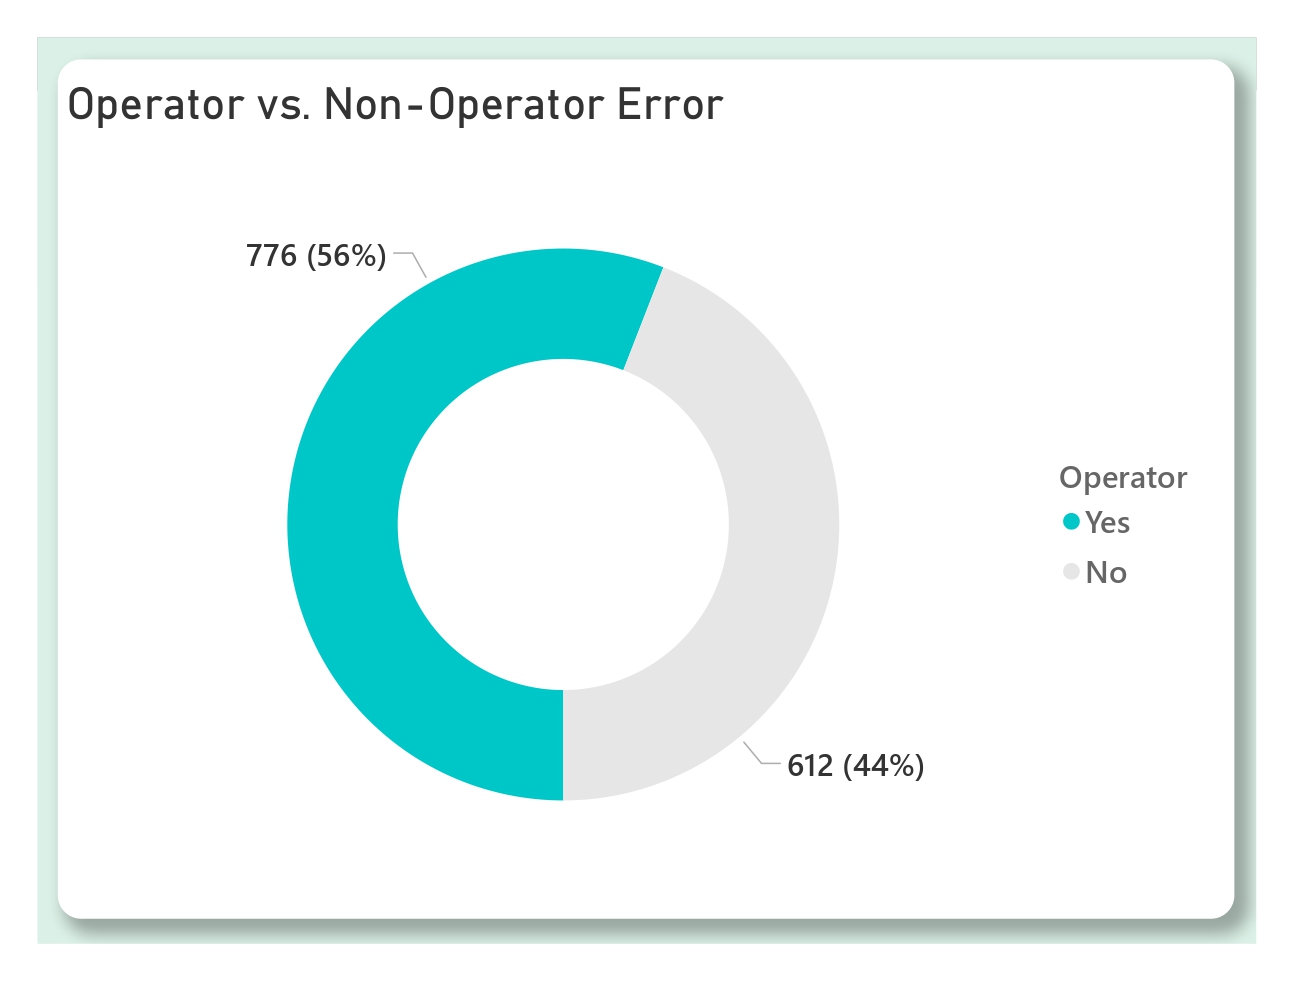 Operator vs. Non-Operator Error
776 (56%)
Operator
Yes
No
612 (44%)